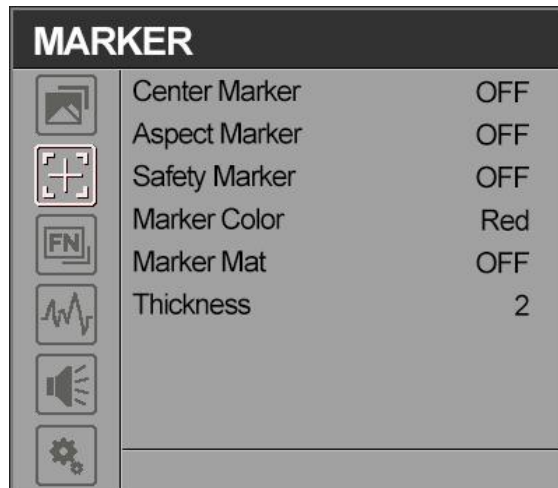 MARKER
Center Marker OFF
Aspect Marker OFF
Safety Marker OFF
Marker Color Red
FN
Marker Mat OFF
Thickness 2